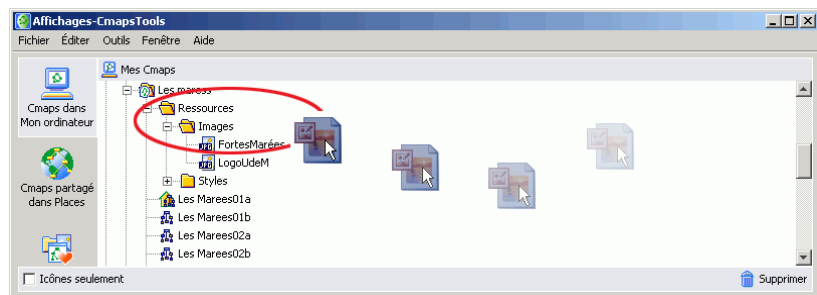 Affichages-CmapsTools
Fichier Éditer Outils Fenêtre Aide
Mes Cmaps
Les maress
Ressources
Images
FortesMarées
LogoUdeM
Styles
Les Marees01a
Les Marees01b
Les Marees02a
Les Marees02b
Cmaps dans
Mon ordinateur
Cmaps partagé
dans Places
Icônes seulement
Supprimer